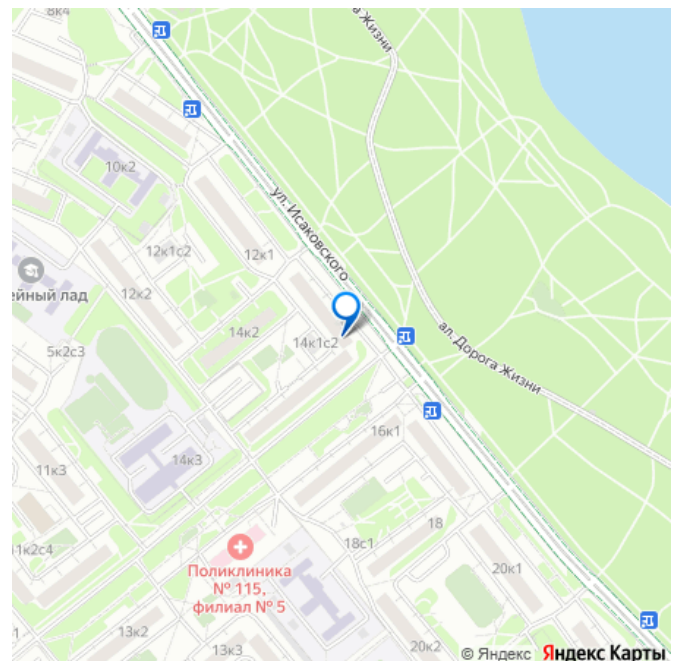 8к4
а Жизни
10к2
ул. Исаковского
12к1с2
12к1
ейный лад
12к2
14к2
14к1с2
5к2с3
ал. Дорога Жизни
16к1
14к3
11к3
18
18с1
1к2с4
20к1
Поликлиника
№ 115,
филиал № 5
13к2
13к3
20к2
© Яндекс Яндекс Карты